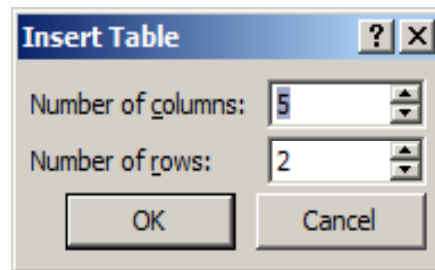 Insert Table ? X
Number of columns: 5
Number of rows: 2
OK Cancel